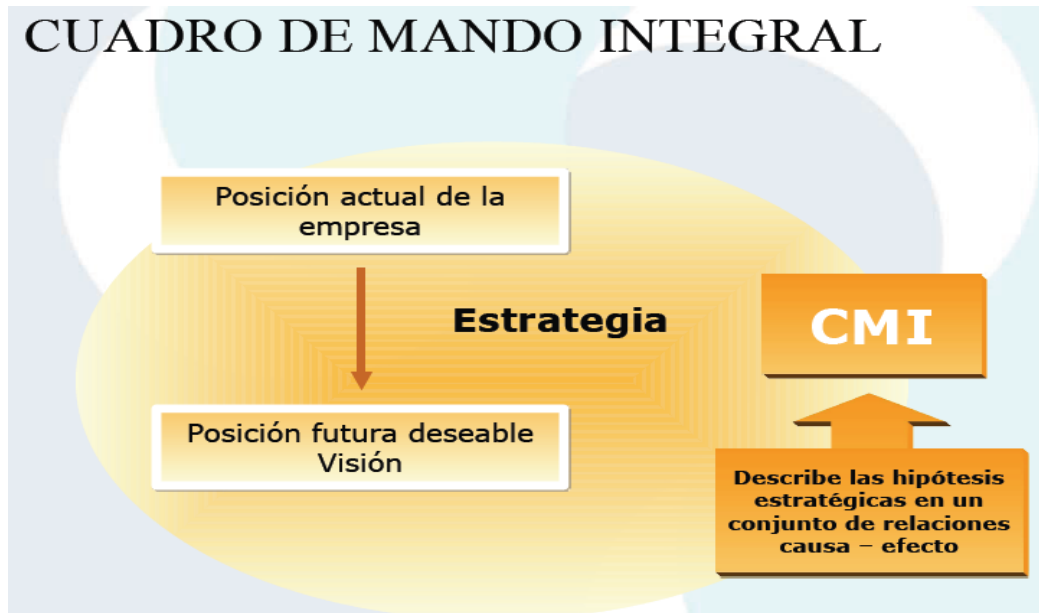 CUADRO DE MANDO INTEGRAL
Posición actual de la
empresa
Estrategia
CMI
Posición futura deseable
Visión
Describe las hipótesis
estratégicas en un
conjunto de relaciones
causa – efecto